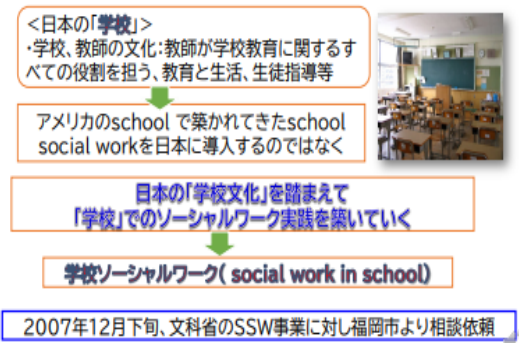 <日本の「学校」>
・学校、教師の文化：教師が学校教育に関するす
べての役割を担う、教育と生活、生徒指導等
アメリカのschool で築かれてきたschool
social workを日本に導入するのではなく
日本の「学校文化」を踏まえて
「学校」でのソーシャルワーク実践を築いていく
学校ソーシャルワーク( social work in school)
2007年12月下旬、文科省のSSW事業に対し福岡市より相談依頼